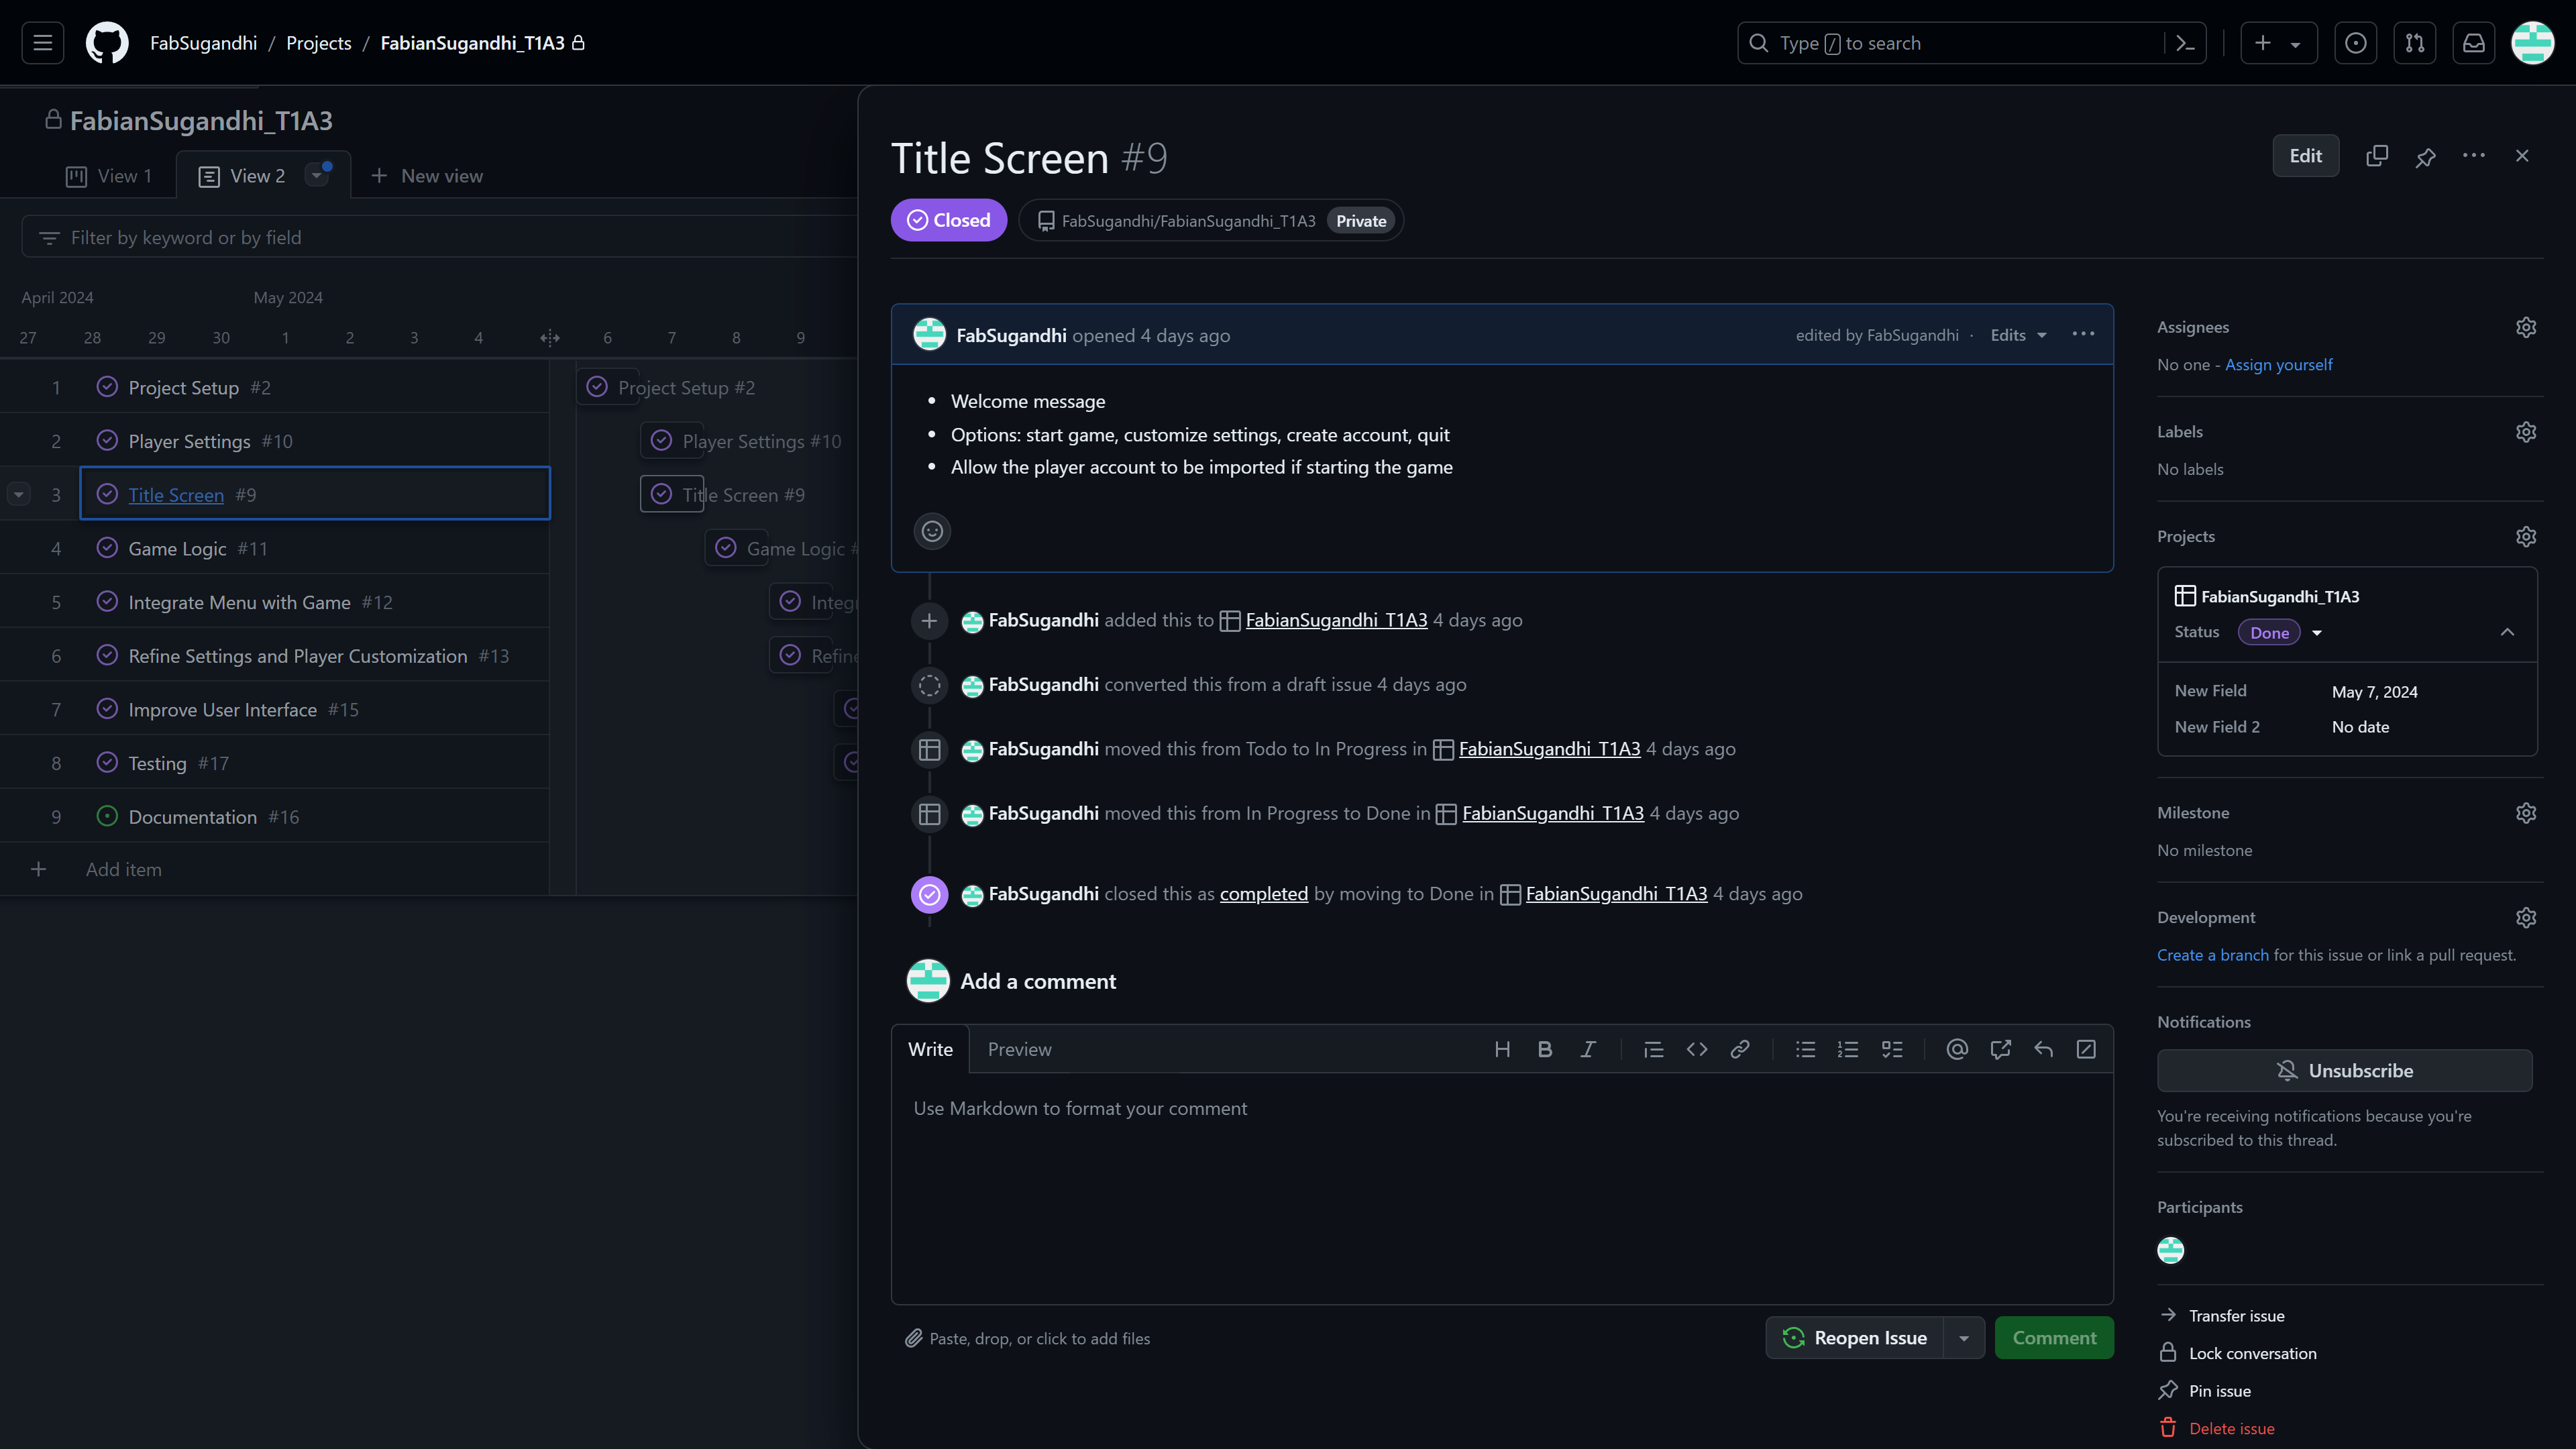 FabSugandhi / Projects / FabianSugandhi_T1A3
Type / to search
FabianSugandhi_T1A3
View 1
View 2
New view
Filter by keyword or by field
April 2024
May 2024
27 28 29 30 1 2 3 4 6 7 8 9
1 Project Setup #2
Project Setup #2
2 Player Settings #10
Player Settings #10
3 Title Screen #9
Title Screen #9
4 Game Logic #11
Game Logic #
5 Integrate Menu with Game #12
Integ
6 Refine Settings and Player Customization #13
Refine
7 Improve User Interface #15
8 Testing #17
9 Documentation #16
Add item
Title Screen #9
Edit
Closed
FabSugandhi/FabianSugandhi_T1A3 Private
FabSugandhi opened 4 days ago
edited by FabSugandhi · Edits
• Welcome message
• Options: start game, customize settings, create account, quit
• Allow the player account to be imported if starting the game
FabSugandhi added this to FabianSugandhi_T1A3 4 days ago
FabSugandhi converted this from a draft issue 4 days ago
FabSugandhi moved this from Todo to In Progress in FabianSugandhi_T1A3 4 days ago
FabSugandhi moved this from In Progress to Done in FabianSugandhi_T1A3 4 days ago
FabSugandhi closed this as completed by moving to Done in FabianSugandhi_T1A3 4 days ago
Add a comment
Write
Preview
Use Markdown to format your comment
Paste, drop, or click to add files
Reopen Issue
Comment
Assignees
No one - Assign yourself
Labels
No labels
Projects
FabianSugandhi_T1A3
Status Done
New Field May 7, 2024
New Field 2 No date
Milestone
No milestone
Development
Create a branch for this issue or link a pull request.
Notifications
Unsubscribe
You're receiving notifications because you're
subscribed to this thread.
Participants
Transfer issue
Lock conversation
Pin issue
Delete issue